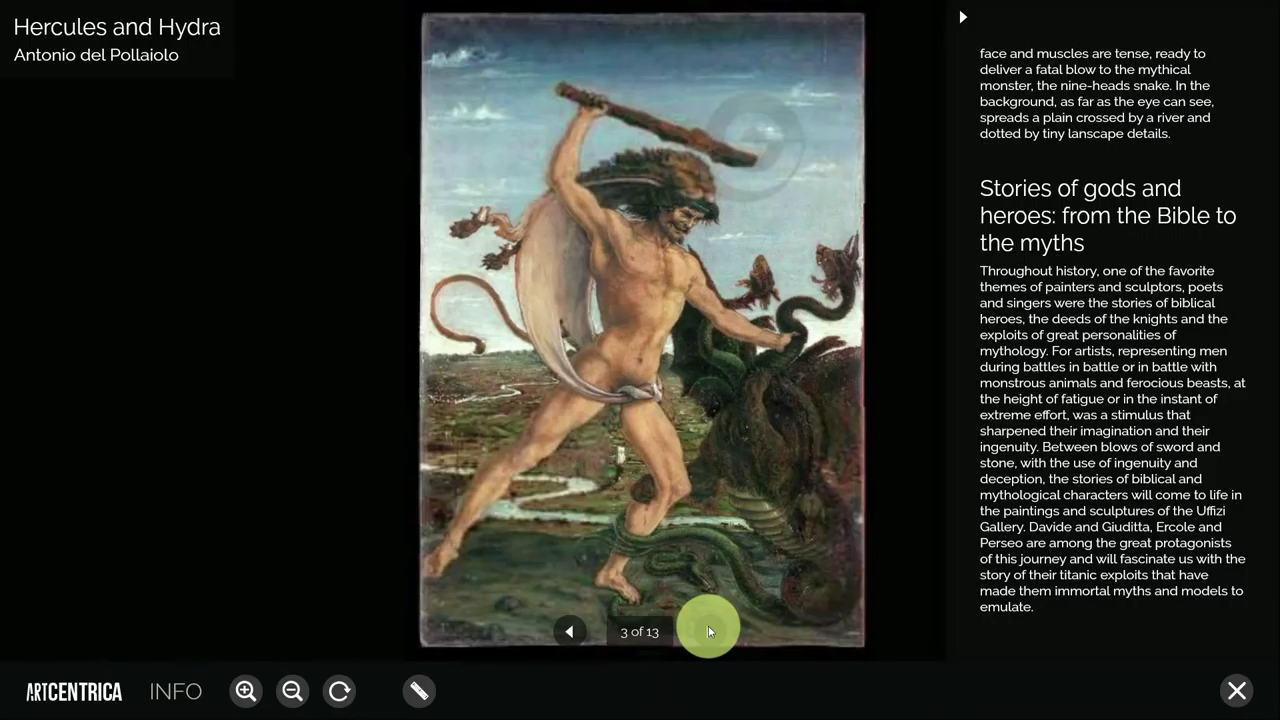 Hercules and Hydra
Antonio del Pollaiolo
face and muscles are tense, ready to
deliver a fatal blow to the mythical
monster, the nine-heads snake. In the
background, as far as the eye can see,
spreads a plain crossed by a river and
dotted by tiny lanscape details.
Stories of gods and
heroes: from the Bible to
the myths
Throughout history, one of the favorite
themes of painters and sculptors, poets
and singers were the stories of biblical
heroes, the deeds of the knights and the
exploits of great personalities of
mythology. For artists, representing men
during battles in battle or in battle with
monstrous animals and ferocious beasts, at
the height of fatigue or in the instant of
extreme effort, was a stimulus that
sharpened their imagination and their
ingenuity. Between blows of sword and
stone, with the use of ingenuity and
deception, the stories of biblical and
mythological characters will come to life in
the paintings and sculptures of the Uffizi
Gallery. Davide and Giuditta, Ercole and
Perseo are among the great protagonists
of this journey and will fascinate us with the
story of their titanic exploits that have
made them immortal myths and models to
emulate.
3 of 13
ARTCENTRICA INFO